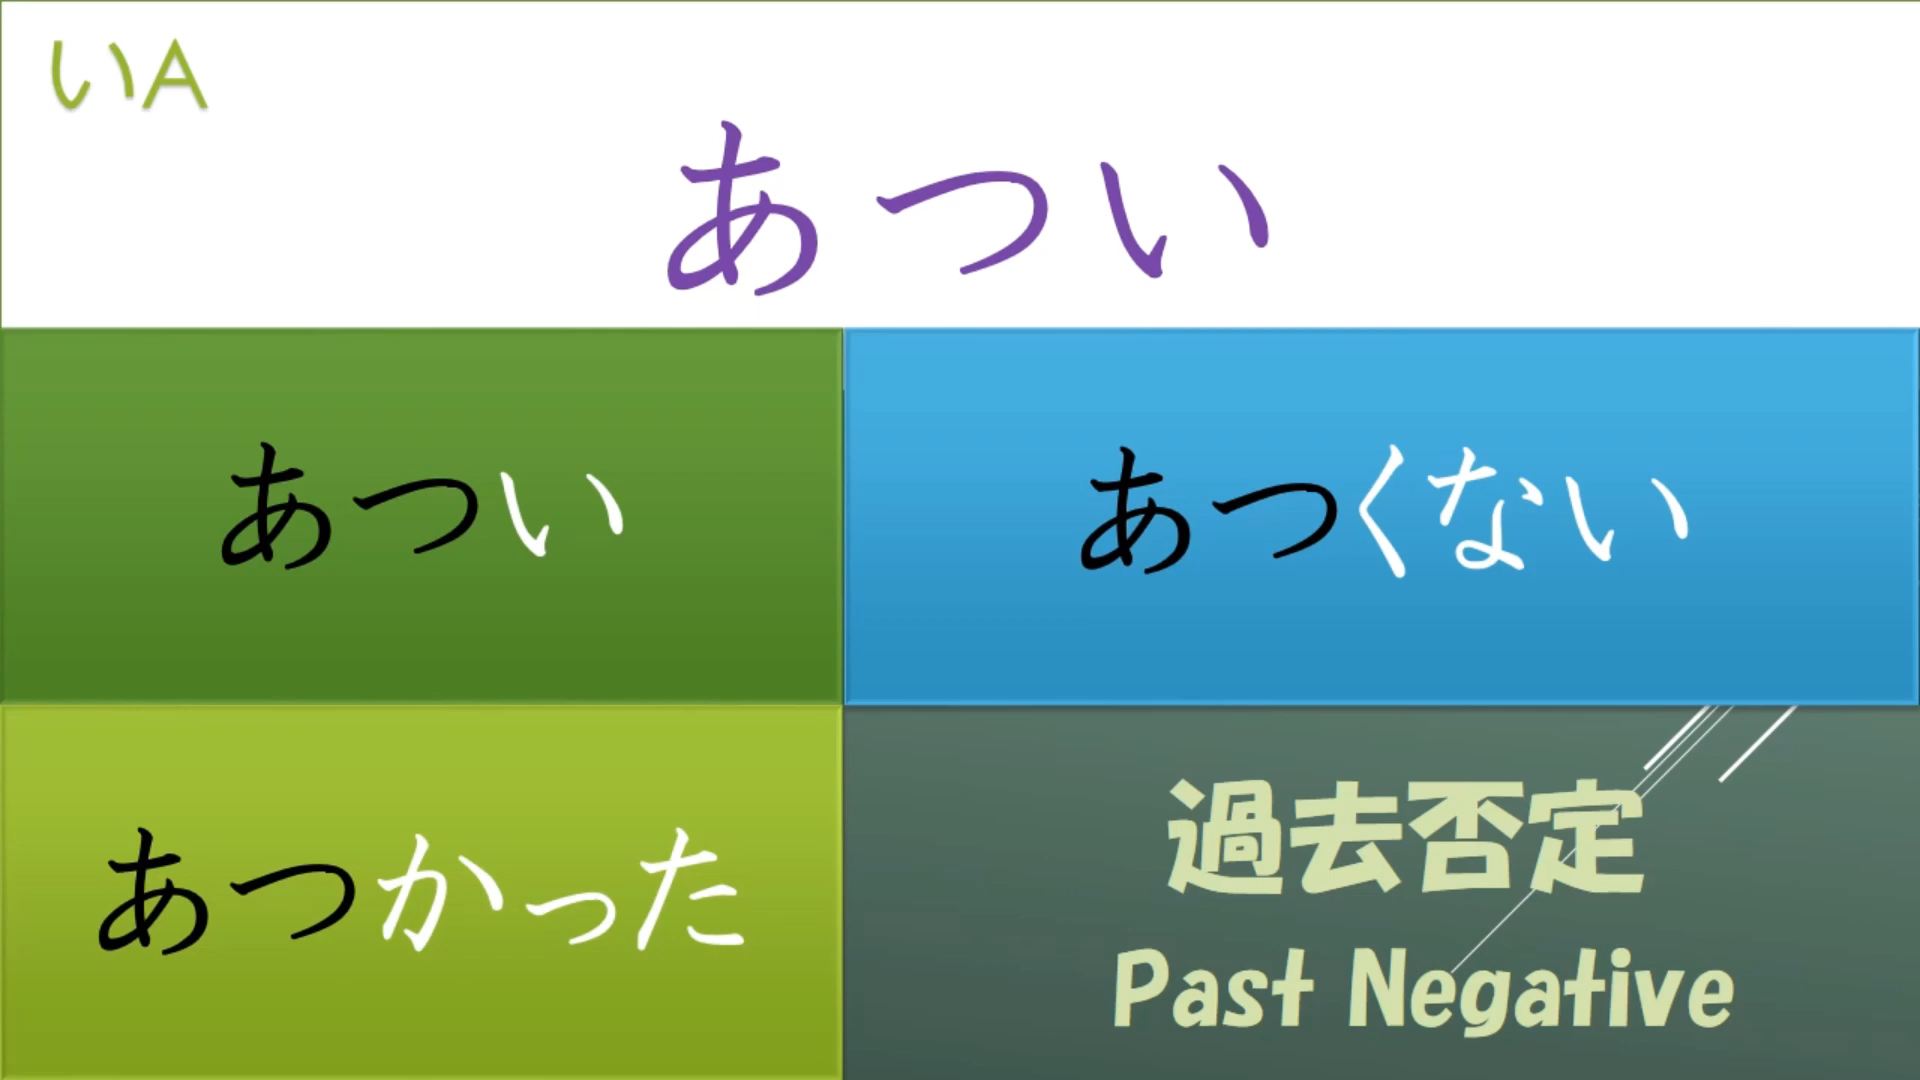 いA
あつい
あつい
あつくない
あつかった
過去否定
Past Negative